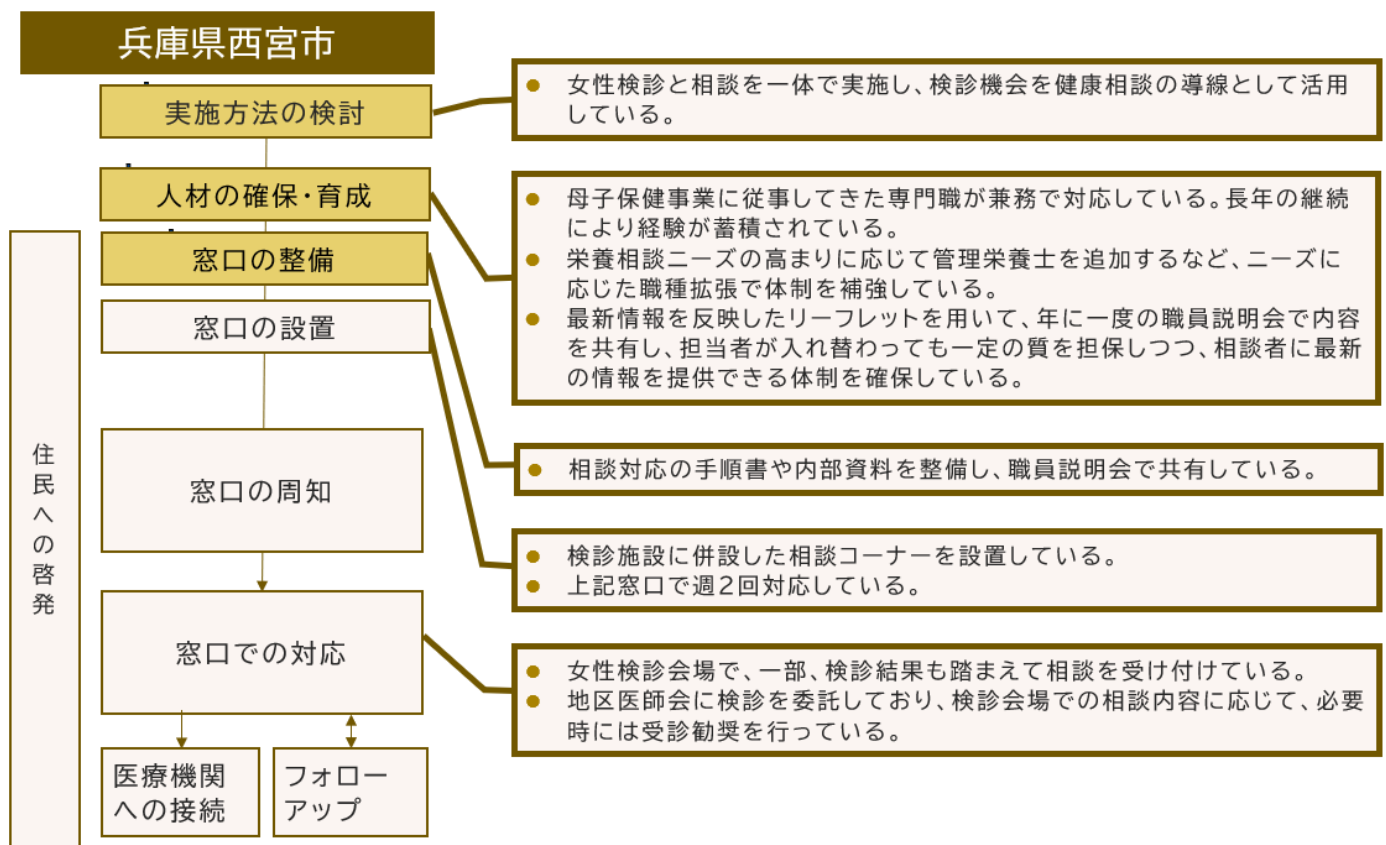 兵庫県西宮市
実施方法の検討
● 女性検診と相談を一体で実施し、検診機会を健康相談の導線として活用
している。
人材の確保・育成
● 母子保健事業に従事してきた専門職が兼務で対応している。長年の継続
により経験が蓄積されている。
● 栄養相談ニーズの高まりに応じて管理栄養士を追加するなど、ニーズに
応じた職種拡張で体制を補強している。
● 最新情報を反映したリーフレットを用いて、年に一度の職員説明会で内容
を共有し、担当者が入れ替わっても一定の質を担保しつつ、相談者に最新
の情報を提供できる体制を確保している。
窓口の整備
● 相談対応の手順書や内部資料を整備し、職員説明会で共有している。
窓口の設置
● 検診施設に併設した相談コーナーを設置している。
● 上記窓口で週2回対応している。
窓口の周知
窓口での対応
● 女性検診会場で、一部、検診結果も踏まえて相談を受け付けている。
● 地区医師会に検診を委託しており、検診会場での相談内容に応じて、必要
時には受診勧奨を行っている。
医療機関
への接続
フォロー
アップ
住民への啓発